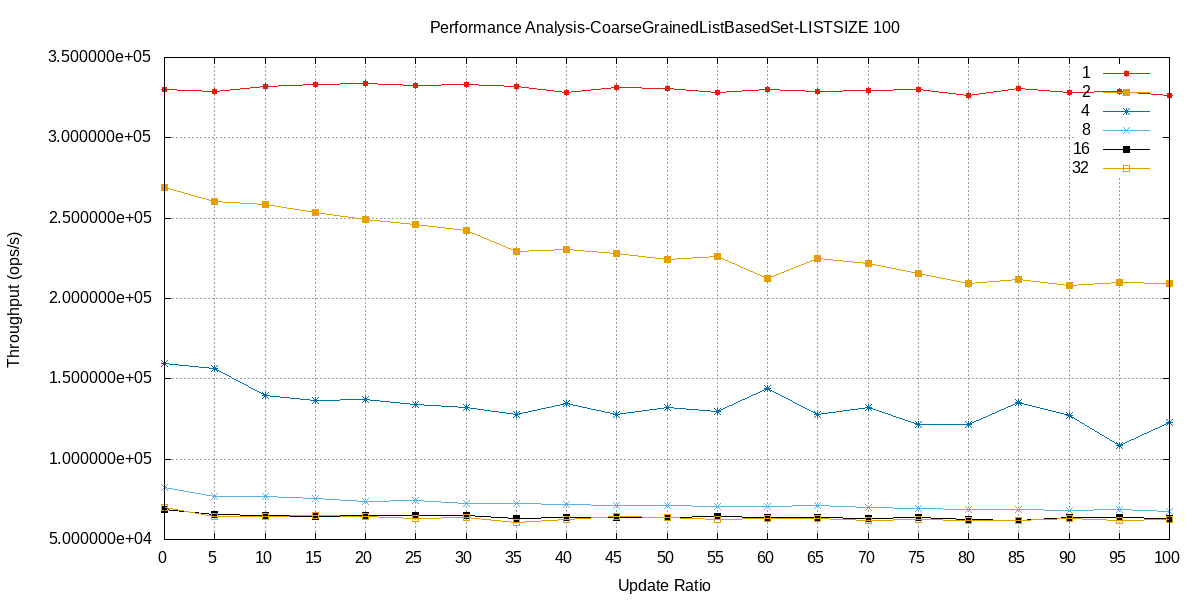 Performance Analysis-CoarseGrainedListBasedSet-LISTSIZE 100
3.500000e+05
3.000000e+05
2.500000e+05
2.000000e+05
1.500000e+05
1.000000e+05
5.000000e+04
Throughput (ops/s)
1
2
4
8
16
32
0 5 10 15 20 25 30 35 40 45 50 55 60 65 70 75 80 85 90 95 100
Update Ratio